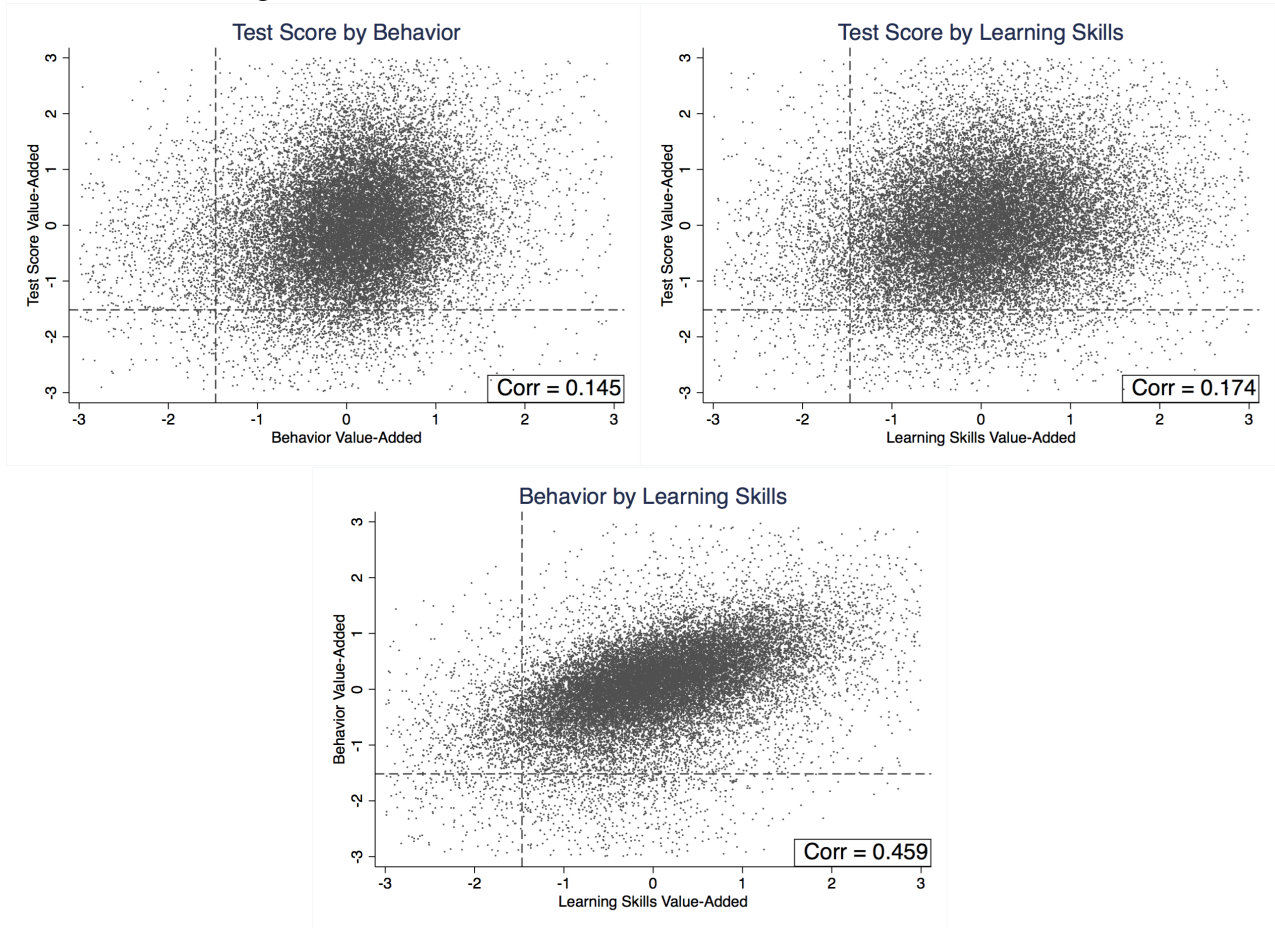 Test Score by Behavior
Test Score Value-Added
3
2
1
0
-1
-2
-3
Corr = 0.145
-3 -2 -1 0 1 2 3
Behavior Value-Added
Test Score by Learning Skills
Test Score Value-Added
3
2
1
0
-1
-2
-3
Corr = 0.174
-3 -2 -1 0 1 2 3
Learning Skills Value-Added
Behavior by Learning Skills
Behavior Value-Added
3
2
1
0
-1
-2
-3
Corr = 0.459
-3 -2 -1 0 1 2 3
Learning Skills Value-Added